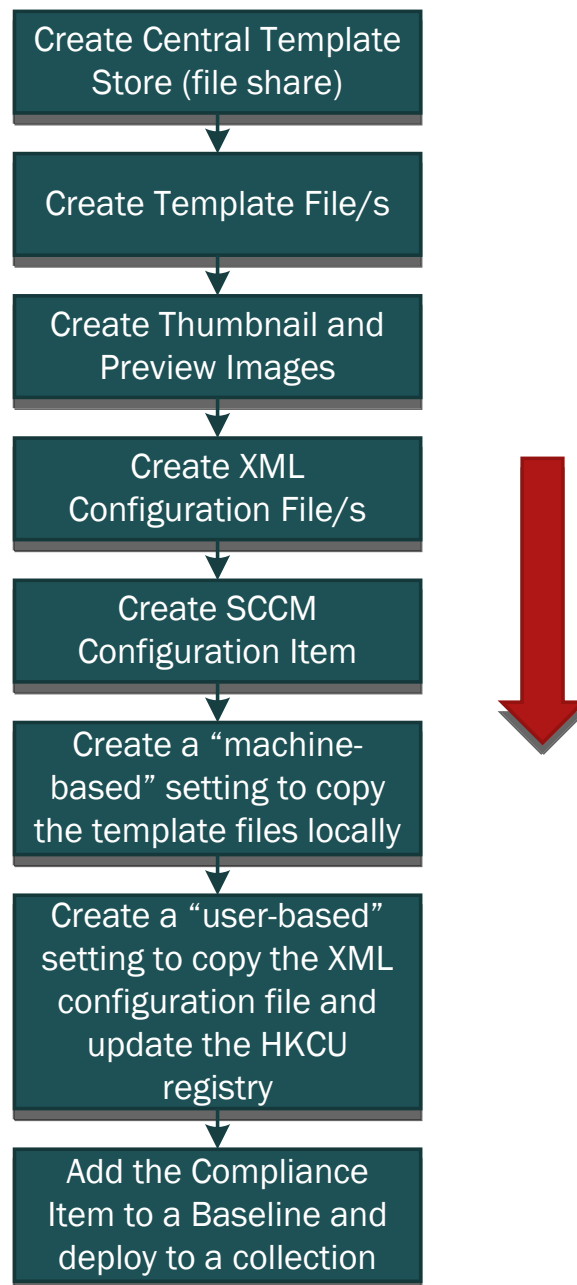 Create Central Template
Store (file share)
Create Template File/s
Create Thumbnail and
Preview Images
Create XML
Configuration File/s
Create SCCM
Configuration Item
Create a “machine-
based” setting to copy
the template files locally
Create a “user-based”
setting to copy the XML
configuration file and
update the HKCU
registry
Add the Compliance
Item to a Baseline and
deploy to a collection